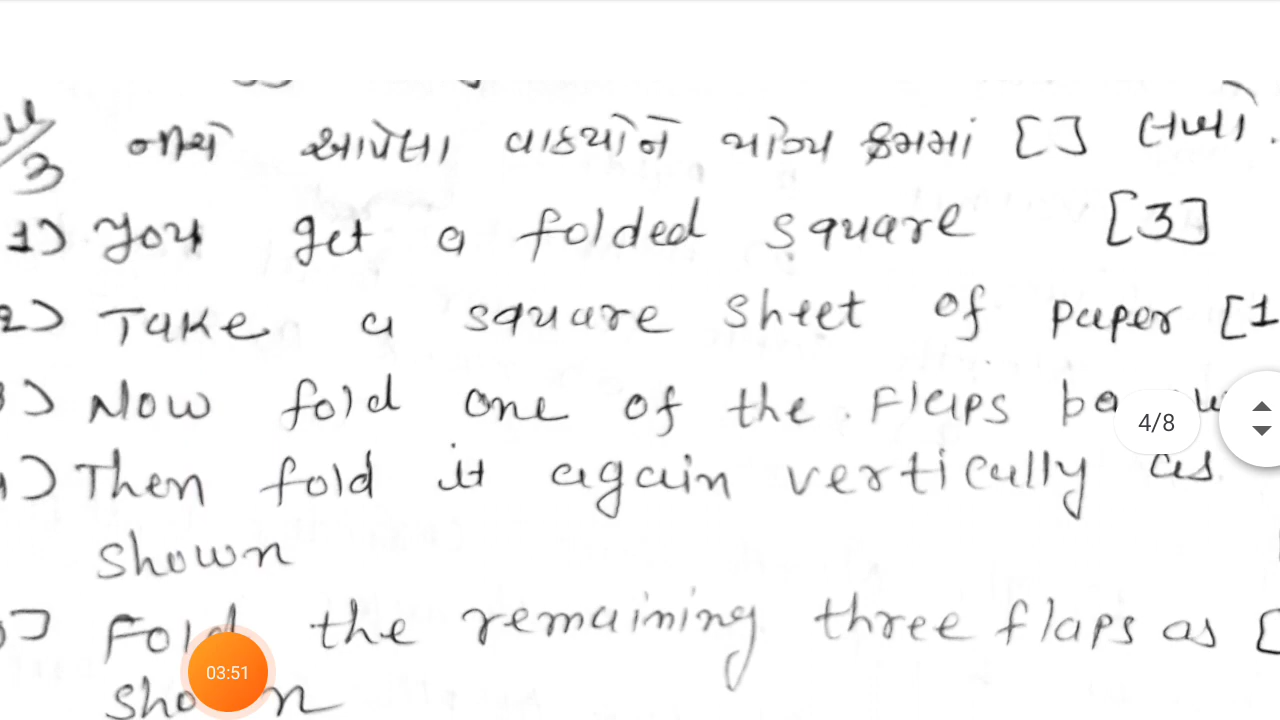 3 નીચે આપેલા વાકયોને યોગ્ય ક્રમમાં [] લખો.
1) you get a folded square [3]
2) Take a square sheet of paper [1
3) Now fold one of the Flaps
4) Then fold it again vertically as
shown
Fold the remaining three flaps as [
4/8
03:51